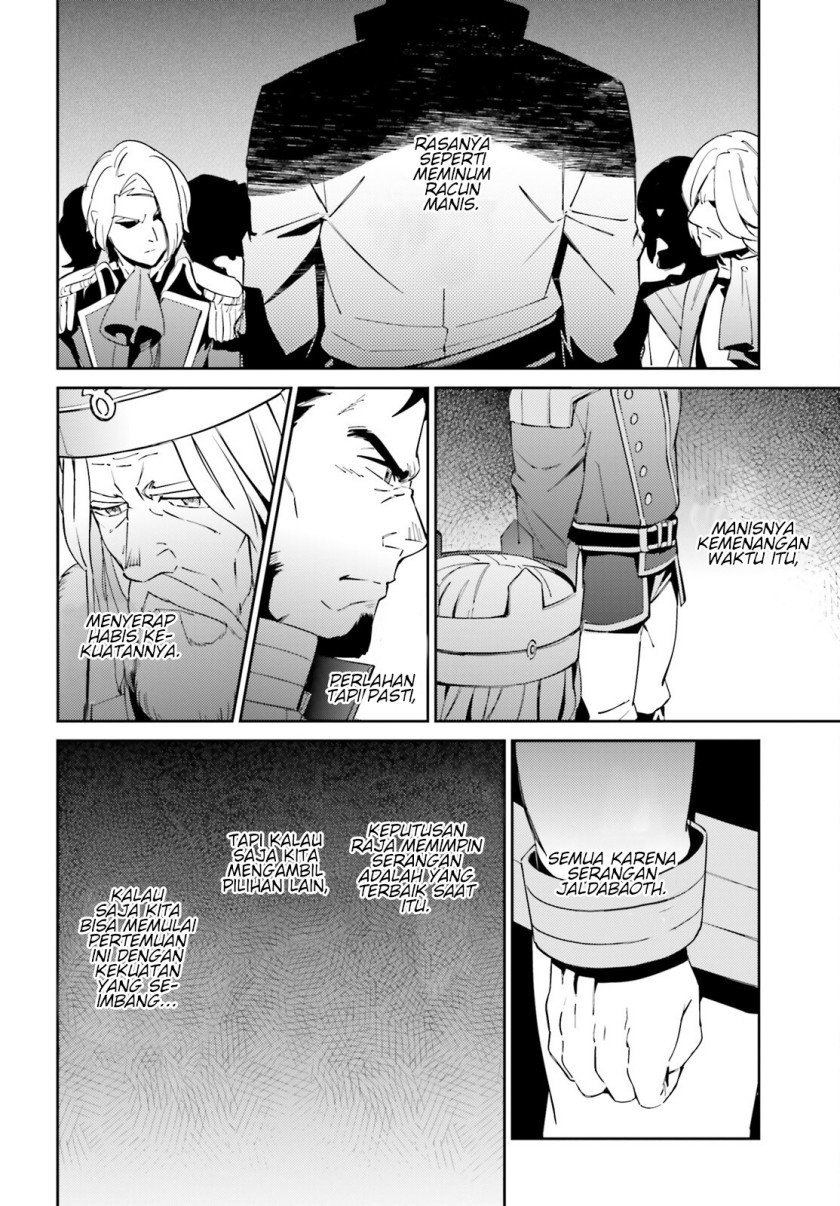 RASANYA
SEPERTI
MEMINUM
RACUN
MANIS.
MANISNYA
KEMENANGAN
WAKTU ITU,
PERLAHAN
TAPI PASTI,
MENYERAP
HABIS KE-
KUATANNYA.
SEMUA KARENA
SERANGAN
JALDABAOTH.
KEPUTUSAN
RAJA MEMIMPIN
SERANGAN
ADALAH YANG
TERBAIK SAAT
ITU.
TAPI KALAU
SAJA KITA
MENGAMBIL
PILIHAN LAIN,
KALAU
SAJA KITA
BISA MEMULAI
PERTEMUAN
INI DENGAN
KEKUATAN
YANG SE-
IMBANG...